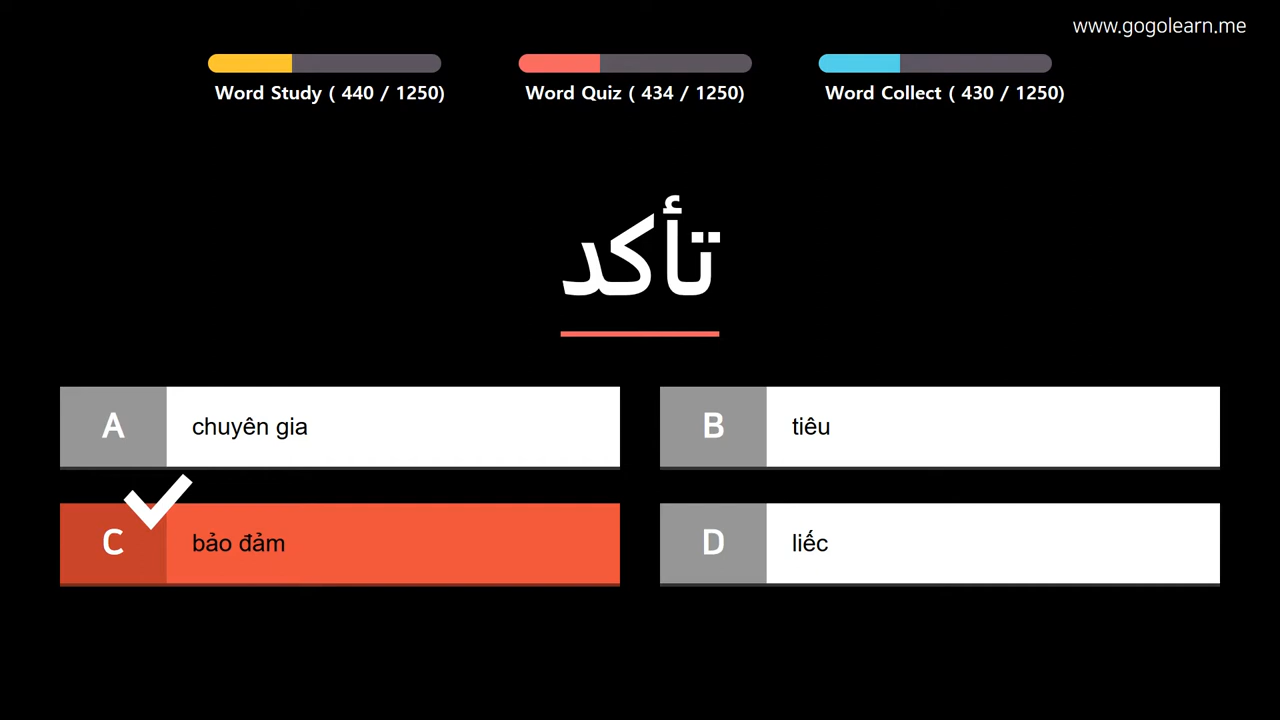 www.gogolearn.me
Word Study ( 440 / 1250)
Word Quiz ( 434 / 1250)
Word Collect ( 430 / 1250)
تأكد
A chuyên gia
B tiêu
C bảo đảm
D liếc